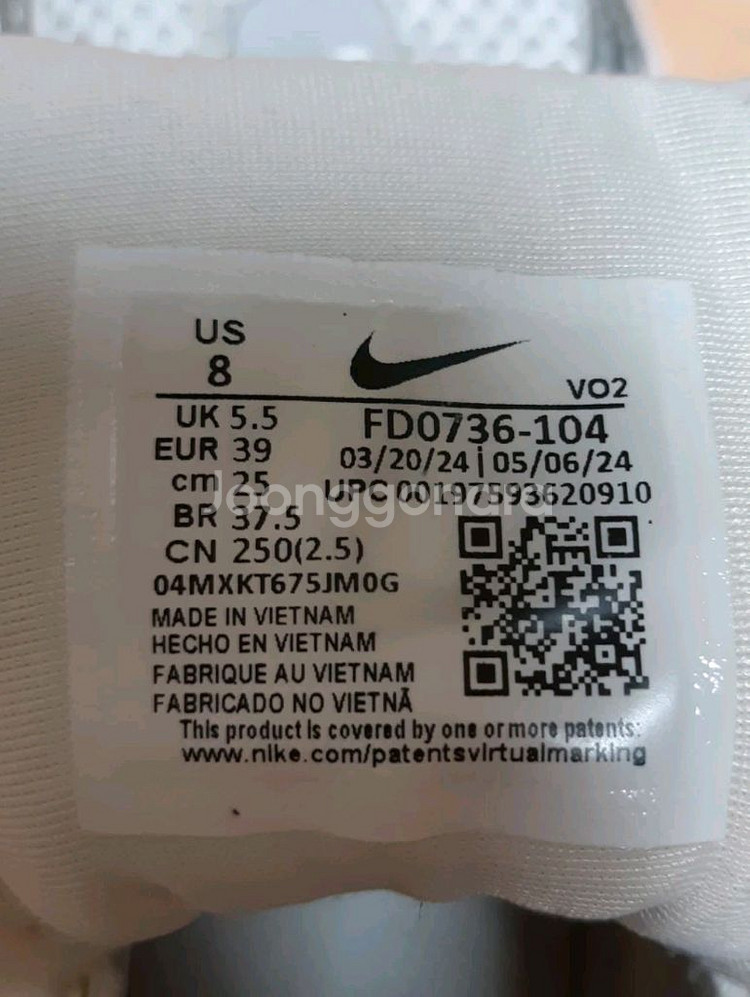 US
8
VO2
UK 5.5
EUR 39
cm 25
BR 37.5
CN 250(2.5)
FD0736-104
03/20/24 | 05/06/24
UPC 00197593620910
04MXKT675JM0G
MADE IN VIETNAM
HECHO EN VIETNAM
FABRIQUE AU VIETNAM
FABRICADO NO VIETNÃ
This product is covered by one or more patents:
www.nike.com/patentsvirtualmarking
Joonggonara